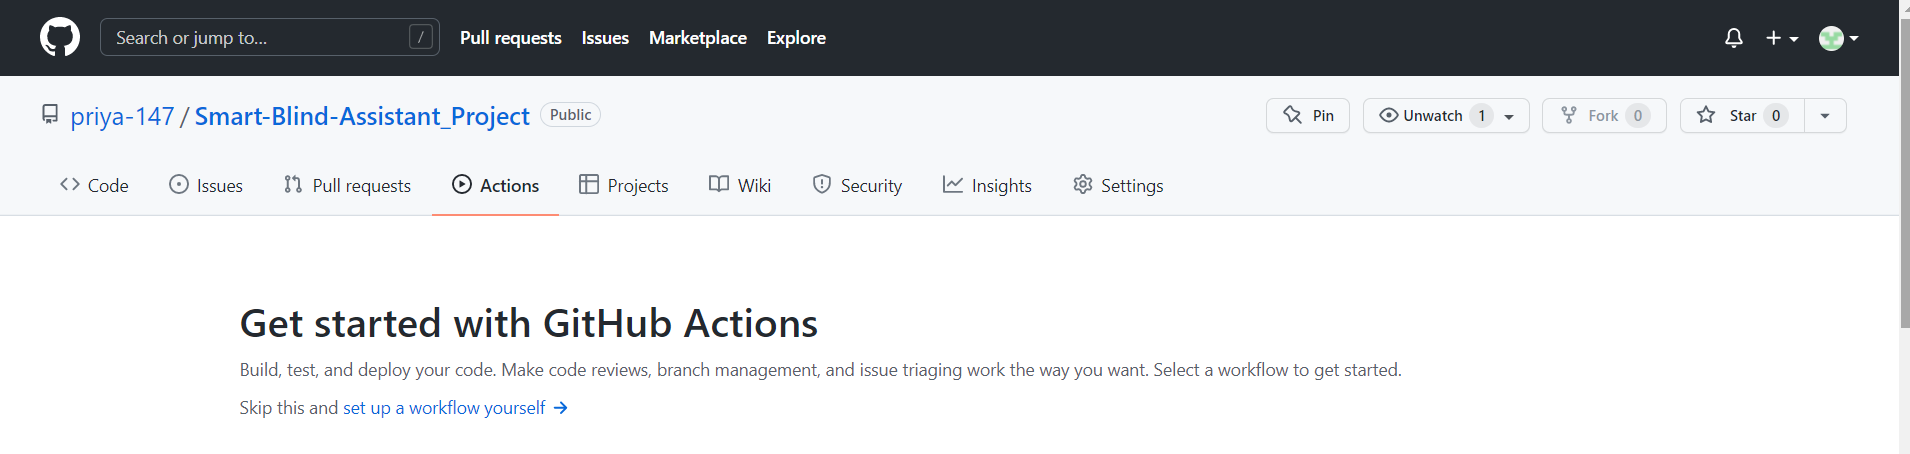 Search or jump to... / Pull requests Issues Marketplace Explore
priya-147 / Smart-Blind-Assistant_Project Public Pin Unwatch 1 Fork 0 Star 0
Code Issues Pull requests Actions Projects Wiki Security Insights Settings
Get started with GitHub Actions
Build, test, and deploy your code. Make code reviews, branch management, and issue triaging work the way you want. Select a workflow to get started.
Skip this and set up a workflow yourself →